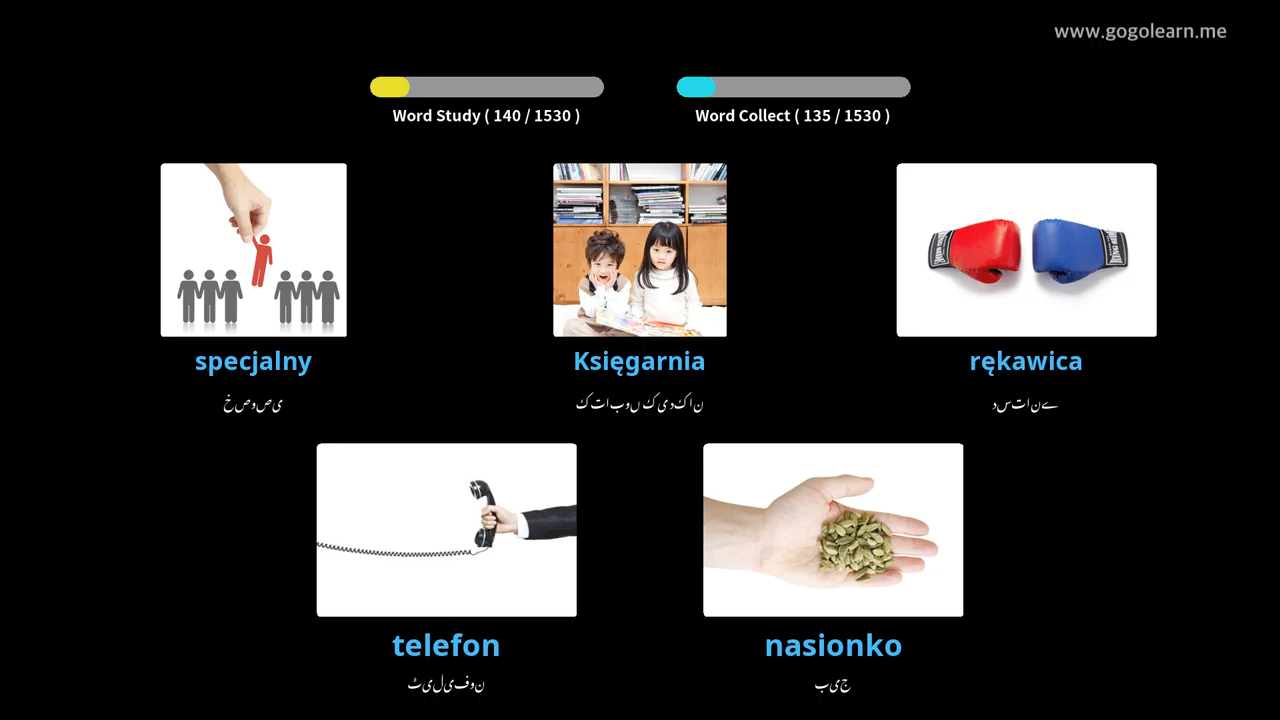 www.gogolearn.me
Word Study ( 140 / 1530 )
Word Collect ( 135 / 1530 )
specjalny
خصوصی
Księgarnia
کتابوں کی دکان
rękawica
دستانے
telefon
ٹیلیفون
nasionko
بیج